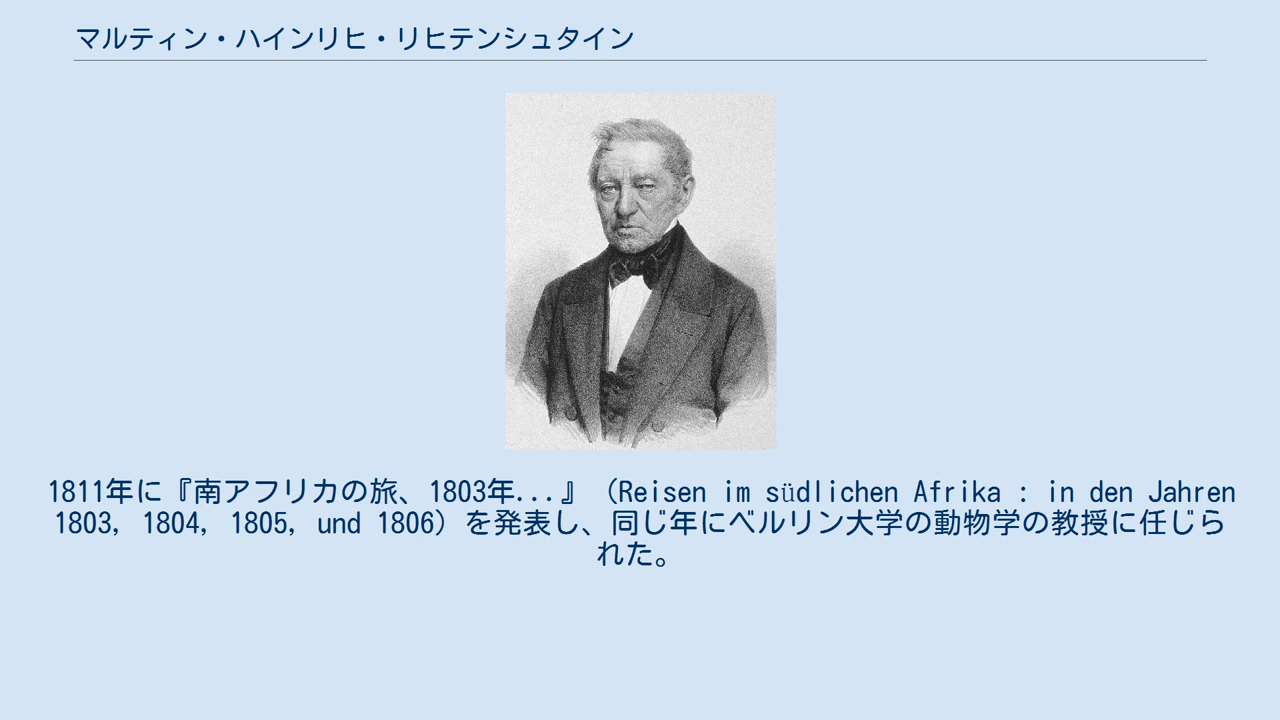 マルティン・ハインリヒ・リヒテンシュタイン
1811年に『南アフリカの旅、1803年...』（Reisen im südlichen Afrika : in den Jahren
1803, 1804, 1805, und 1806）を発表し、同じ年にベルリン大学の動物学の教授に任じら
れた。